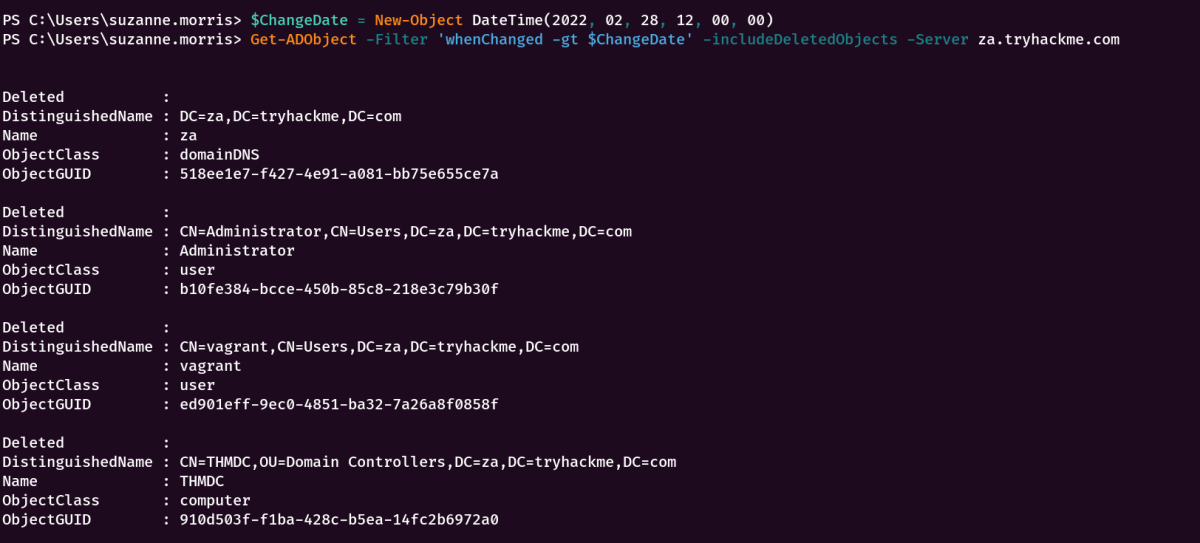 PS C:\Users\suzanne.morris> $ChangeDate = New-Object DateTime(2022, 02, 28, 12, 00, 00)
PS C:\Users\suzanne.morris> Get-ADObject -Filter 'whenChanged -gt $ChangeDate' -includeDeletedObjects -Server za.tryhackme.com
Deleted           :
DistinguishedName : DC=za,DC=tryhackme,DC=com
Name              : za
ObjectClass       : domainDNS
ObjectGUID        : 518ee1e7-f427-4e91-a081-bb75e655ce7a
Deleted           :
DistinguishedName : CN=Administrator,CN=Users,DC=za,DC=tryhackme,DC=com
Name              : Administrator
ObjectClass       : user
ObjectGUID        : b10fe384-bcce-450b-85c8-218e3c79b30f
Deleted           :
DistinguishedName : CN=vagrant,CN=Users,DC=za,DC=tryhackme,DC=com
Name              : vagrant
ObjectClass       : user
ObjectGUID        : ed901eff-9ec0-4851-ba32-7a26a8f0858f
Deleted           :
DistinguishedName : CN=THMDC,OU=Domain Controllers,DC=za,DC=tryhackme,DC=com
Name              : THMDC
ObjectClass       : computer
ObjectGUID        : 910d503f-f1ba-428c-b5ea-14fc2b6972a0